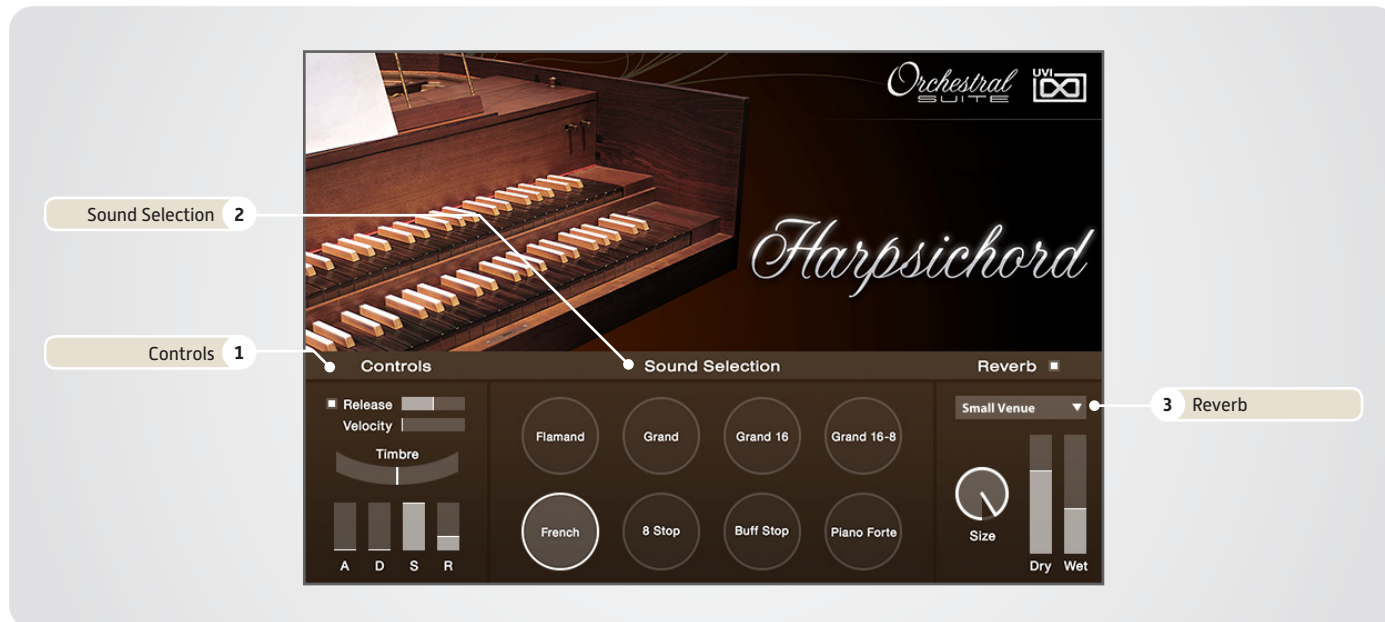 Orchestral
SUITE
UVI
Harpsichord
Sound Selection 2
Controls 1
3 Reverb
Controls
Release
Velocity
Timbre
A D S R
Sound Selection
Flamand Grand Grand 16 Grand 16-8
French 8 Stop Buff Stop Piano Forte
Reverb
Small Venue
Size
Dry Wet